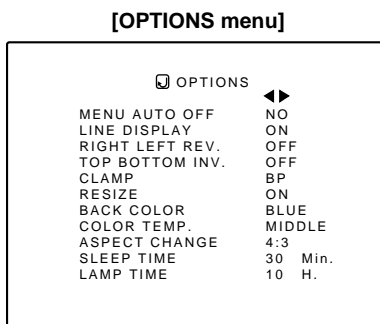 [OPTIONS menu]
OPTIONS
MENU AUTO OFF NO
LINE DISPLAY ON
RIGHT LEFT REV. OFF
TOP BOTTOM INV. OFF
CLAMP BP
RESIZE ON
BACK COLOR BLUE
COLOR TEMP. MIDDLE
ASPECT CHANGE 4:3
SLEEP TIME 30 Min.
LAMP TIME 10 H.